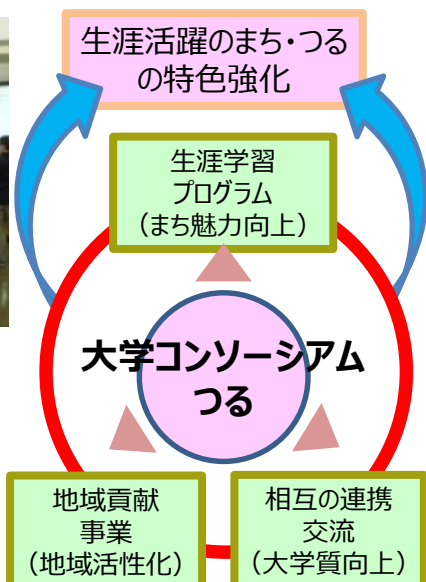 生涯活躍のまち・つる
の特色強化
生涯学習
プログラム
（まち魅力向上）
大学コンソーシアム
つる
地域貢献
事業
（地域活性化）
相互の連携
交流
（大学質向上）